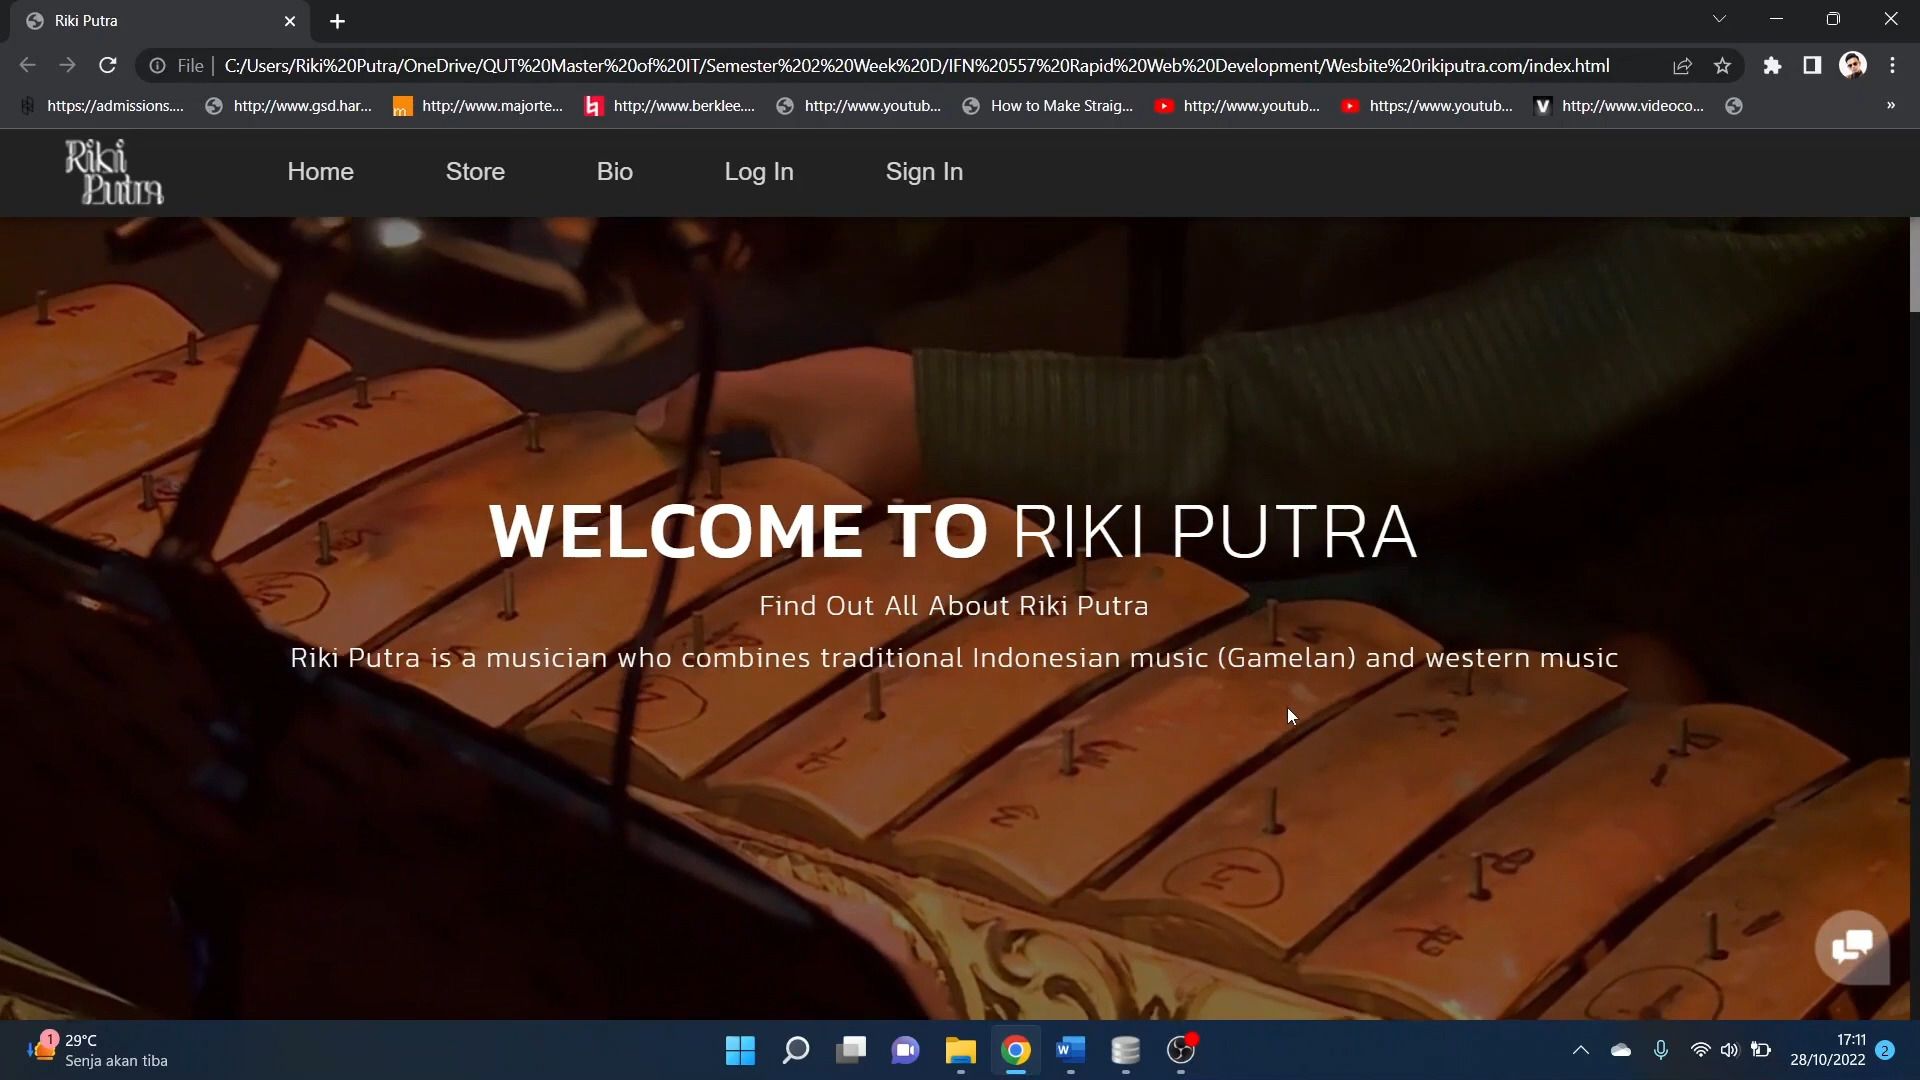 Riki Putra
File
C:/Users/Riki%20Putra/OneDrive/QUT%20Master%20of%20IT/Semester%202%20Week%20D/IFN%20557%20Rapid%20Web%20Development/Wesbite%20rikiputra.com/index.html
https://admissions.... http://www.gsd.har... http://www.majorte... http://www.berklee.... http://www.youtub... How to Make Straig... http://www.youtub... https://www.youtub... http://www.videoco... »
Riki
Putra
Home Store Bio Log In Sign In
WELCOME TO RIKI PUTRA
Find Out All About Riki Putra
Riki Putra is a musician who combines traditional Indonesian music (Gamelan) and western music
1
29°C
Senja akan tiba
17:11
28/10/2022
2